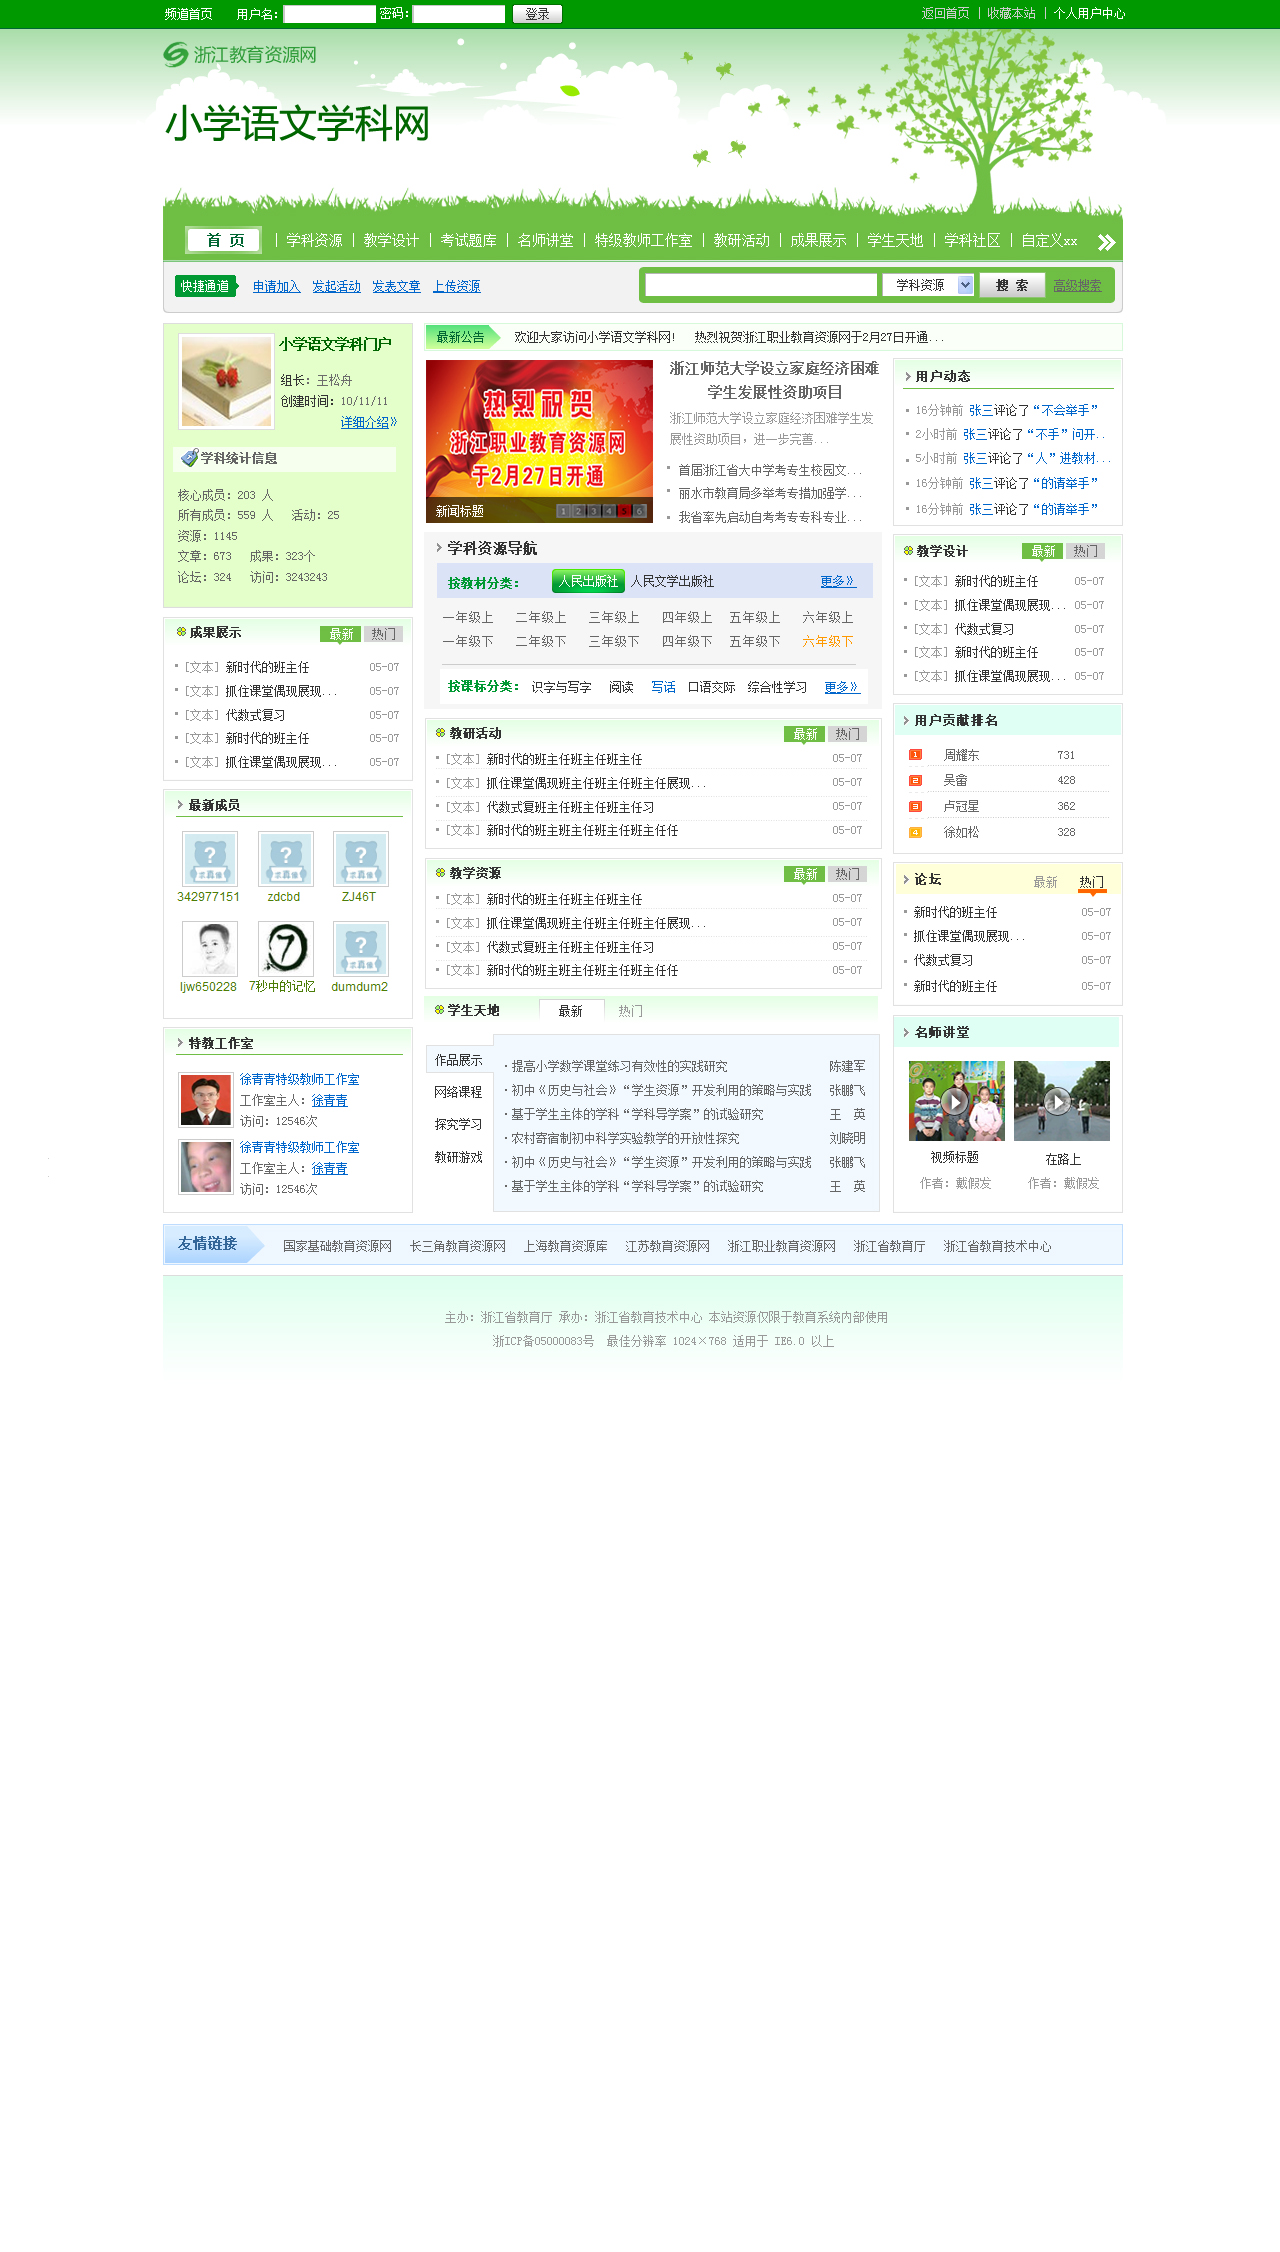 频道首页 用户名: 密码: 登录 返回首页 | 收藏本站 | 个人用户中心
浙江教育资源网
小学语文学科网
首 页 | 学科资源 | 教学设计 | 考试题库 | 名师讲堂 | 特级教师工作室 | 教研活动 | 成果展示 | 学生天地 | 学科社区 | 自定义xx
快捷通道 申请加入 发起活动 发表文章 上传资源 学科资源 搜 索 高级搜索
小学语文学科门户
组长: 王松舟
创建时间: 10/11/11
详细介绍》
学科统计信息
核心成员: 203 人
所有成员: 559 人 活动: 25
资源: 1145
文章: 673 成果: 323个
论坛: 324 访问: 3243243
成果展示 最新 热门
[文本] 新时代的班主任 05-07
[文本] 抓住课堂偶现展现... 05-07
[文本] 代数式复习 05-07
[文本] 新时代的班主任 05-07
[文本] 抓住课堂偶现展现... 05-07
最新成员
342977151 zdcbd ZJ46T
ljw650228 7秒中的记忆 dumdum2
特教工作室
徐青青特级教师工作室
工作室主人: 徐青青
访问: 12546次
徐青青特级教师工作室
工作室主人: 徐青青
访问: 12546次
最新公告 欢迎大家访问小学语文学科网! 热烈祝贺浙江职业教育资源网于2月27日开通...
热烈祝贺
浙江职业教育资源网
于2月27日开通
新闻标题 1 2 3 4 5 6
浙江师范大学设立家庭经济困难
学生发展性资助项目
浙江师范大学设立家庭经济困难学生发
展性资助项目，进一步完善...
首届浙江省大中学考专生校园文...
丽水市教育局多举考专措加强学...
我省率先启动自考考专专科专业...
学科资源导航
按教材分类: 人民出版社 人民文学出版社 更多》
一年级上 二年级上 三年级上 四年级上 五年级上 六年级上
一年级下 二年级下 三年级下 四年级下 五年级下 六年级下
按课标分类: 识字与写字 阅读 写话 口语交际 综合性学习 更多》
教研活动 最新 热门
[文本] 新时代的班主任班主任班主任 05-07
[文本] 抓住课堂偶现班主任班主任班主任展现... 05-07
[文本] 代数式复班主任班主任班主任习 05-07
[文本] 新时代的班主班主任班主任班主任任 05-07
教学资源 最新 热门
[文本] 新时代的班主任班主任班主任 05-07
[文本] 抓住课堂偶现班主任班主任班主任展现... 05-07
[文本] 代数式复班主任班主任班主任习 05-07
[文本] 新时代的班主班主任班主任班主任任 05-07
学生天地 最新 热门
作品展示
网络课程
探究学习
教研游戏
·提高小学数学课堂练习有效性的实践研究 陈建军
·初中《历史与社会》“学生资源”开发利用的策略与实践 张鹏飞
·基于学生主体的学科“学科导学案”的试验研究 王 英
·农村寄宿制初中科学实验教学的开放性探究 刘晓明
·初中《历史与社会》“学生资源”开发利用的策略与实践 张鹏飞
·基于学生主体的学科“学科导学案”的试验研究 王 英
用户动态
16分钟前 张三评论了“不会举手”
2小时前 张三评论了“不手”问开..
5小时前 张三评论了“人”进教材...
16分钟前 张三评论了“的请举手”
16分钟前 张三评论了“的请举手”
教学设计 最新 热门
[文本] 新时代的班主任 05-07
[文本] 抓住课堂偶现展现... 05-07
[文本] 代数式复习 05-07
[文本] 新时代的班主任 05-07
[文本] 抓住课堂偶现展现... 05-07
用户贡献排名
1 周耀东 731
2 吴雷 428
3 卢冠星 362
4 徐如松 328
论坛 最新 热门
新时代的班主任 05-07
抓住课堂偶现展现... 05-07
代数式复习 05-07
新时代的班主任 05-07
名师讲堂
视频标题 在路上
作者: 戴假发 作者: 戴假发
友情链接 国家基础教育资源网 长三角教育资源网 上海教育资源库 江苏教育资源网 浙江职业教育资源网 浙江省教育厅 浙江省教育技术中心
主办: 浙江省教育厅 承办: 浙江省教育技术中心 本站资源仅限于教育系统内部使用
浙ICP备05000083号 最佳分辨率 1024×768 适用于 IE6.0 以上